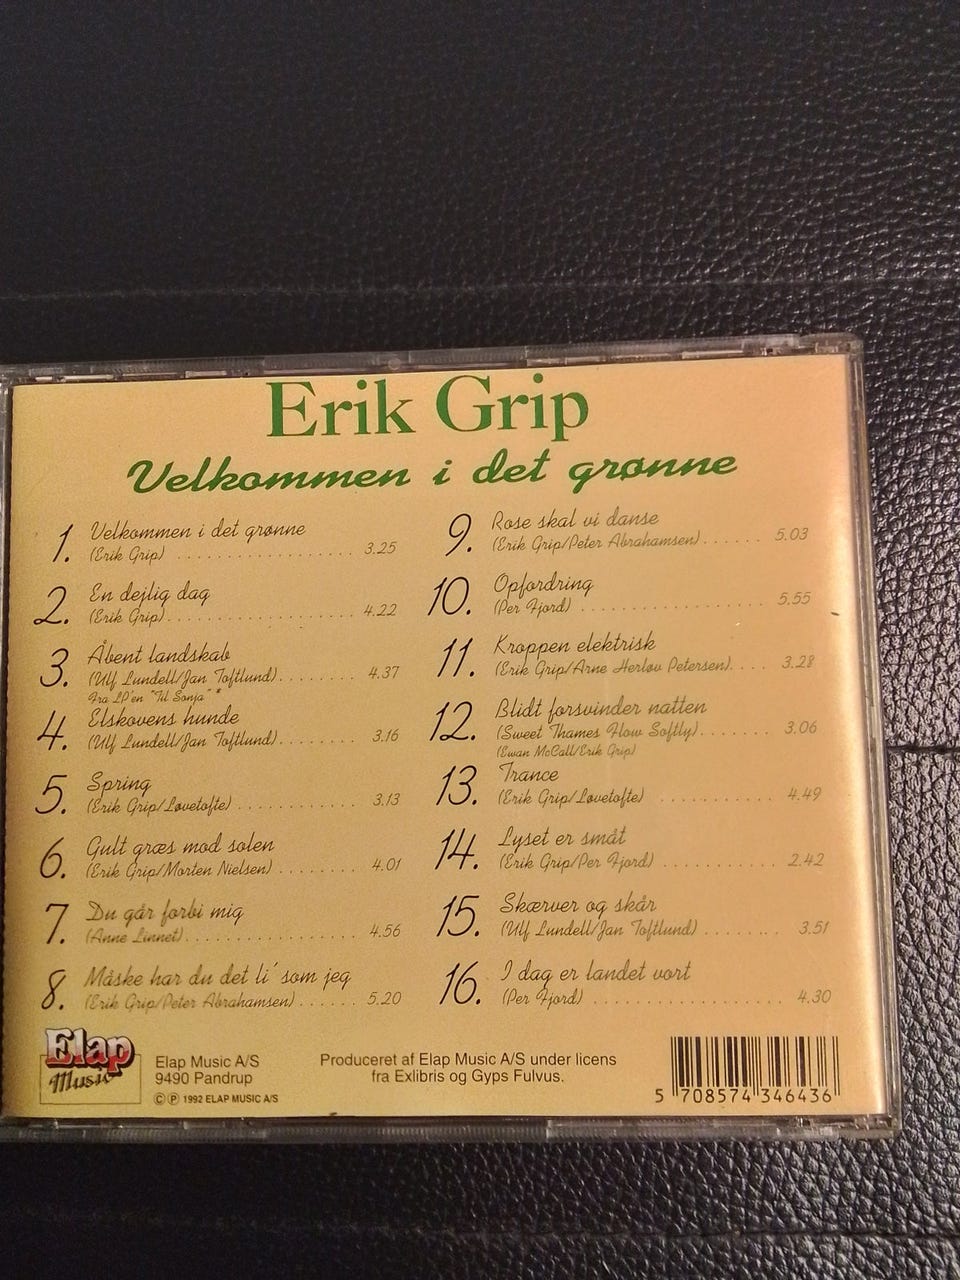 Erik Grip
Velkommen i det grønne
1. Velkommen i det grønne
(Erik Grip) . . . . . . . . . . . . . . . . . . . . 3.25
2. En dejlig dag
(Erik Grip). . . . . . . . . . . . . . . . . . . . . 4.22
3. Åbent landskab
(Ulf Lundell/Jan Toftlund). . . . . . . . 4.37
Fra LP'en "Til Sonja" *
4. Elskovens hunde
(Ulf Lundell/Jan Toftlund). . . . . . . . 3.16
5. Spring
(Erik Grip/Løvetofte) . . . . . . . . . . . . 3.13
6. Gult græs mod solen
(Erik Grip/Morten Nielsen) . . . . . . . . 4.01
7. Du går forbi mig
(Anne Linnet). . . . . . . . . . . . . . . . . . 4.56
8. Måske har du det li´ som jeg
(Erik Grip/Peter Abrahamsen) . . . . . . 5.20
9. Rose skal vi danse
(Erik Grip/Peter Abrahamsen). . . . . . 5.03
10. Opfordring
(Per Fjord) . . . . . . . . . . . . . . . . . . . . 5.55
11. Kroppen elektrisk
(Erik Grip/Arne Herløv Petersen). . . . 3.28
12. Blidt forsvinder natten
(Sweet Thames Flow Softly). . . . . . . 3.06
(Ewan McCall/Erik Grip)
13. Trance
(Erik Grip/Løvetofte) . . . . . . . . . . . 4.49
14. Lyset er småt
(Erik Grip/Per Fjord) . . . . . . . . . . . . 2.42
15. Skærver og skår
(Ulf Lundell/Jan Toftlund) . . . . . . . . 3.51
16. I dag er landet vort
(Per Fjord) . . . . . . . . . . . . . . . . . . . . 4.30
Elap Music
Elap Music A/S
9490 Pandrup
© ℗ 1992 ELAP MUSIC A/S
Produceret af Elap Music A/S under licens
fra Exlibris og Gyps Fulvus.
5 708574 346436